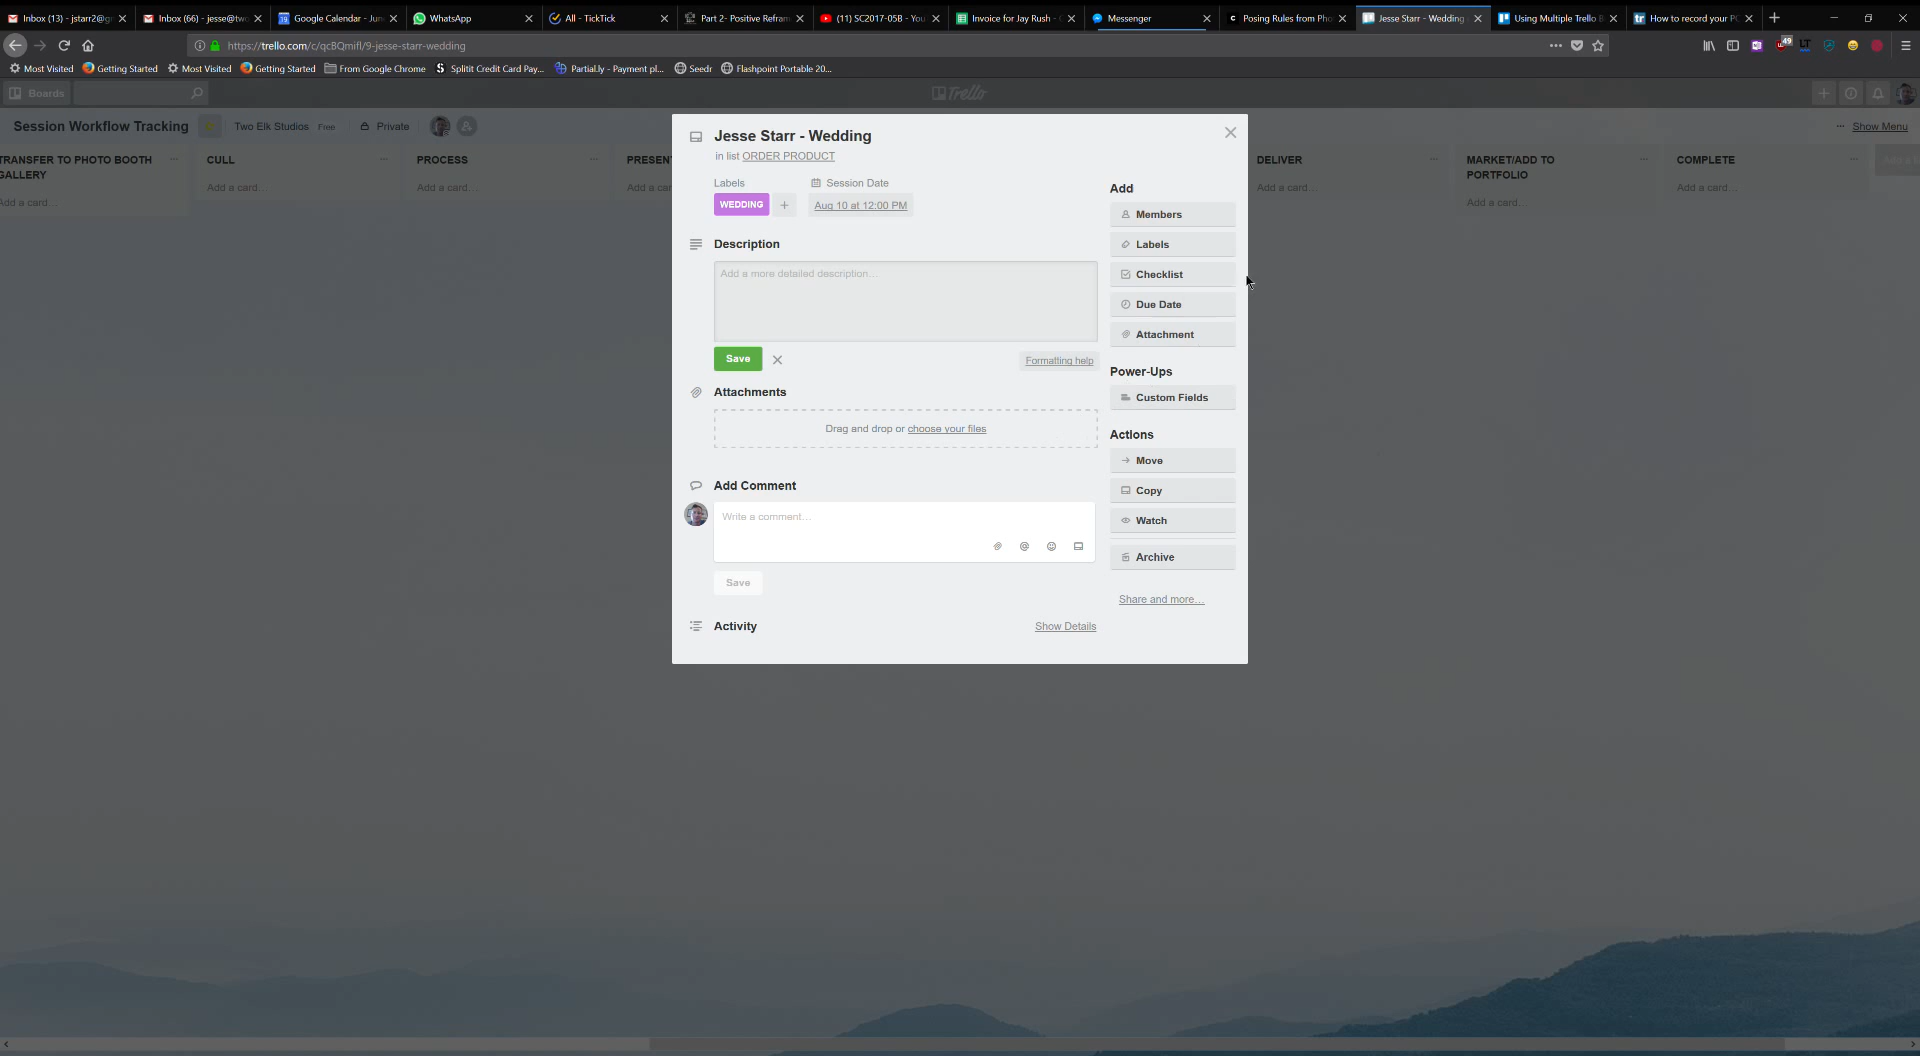 Inbox (13) - jstarr2@g
Inbox (66) - jesse@tw
Google Calendar - Jun
WhatsApp
All - TickTick
Part 2- Positive Refram
(11) SC2017-05B - You
Invoice for Jay Rush -
Messenger
Posing Rules from Pho
Jesse Starr - Wedding
Using Multiple Trello B
How to record your PC
https://trello.com/c/qcBQmifI/9-jesse-starr-wedding
49
Most Visited
Getting Started
Most Visited
Getting Started
From Google Chrome
Splitit Credit Card Pay...
Partial.ly - Payment pl...
Seedr
Flashpoint Portable 20...
Boards
Trello
Session Workflow Tracking
Two Elk Studios Free
Private
... Show Menu
TRANSFER TO PHOTO BOOTH
GALLERY
Add a card...
CULL
Add a card...
PROCESS
Add a card...
PRESEN
Add a car
Jesse Starr - Wedding
in list ORDER PRODUCT
Labels
Session Date
WEDDING
+
Aug 10 at 12:00 PM
Description
Add a more detailed description...
Save
Formatting help
Attachments
Drag and drop or choose your files
Add Comment
Write a comment...
Save
Activity
Show Details
Add
Members
Labels
Checklist
Due Date
Attachment
Power-Ups
Custom Fields
Actions
Move
Copy
Watch
Archive
Share and more...
DELIVER
Add a card...
MARKET/ADD TO
PORTFOLIO
Add a card...
COMPLETE
Add a card...